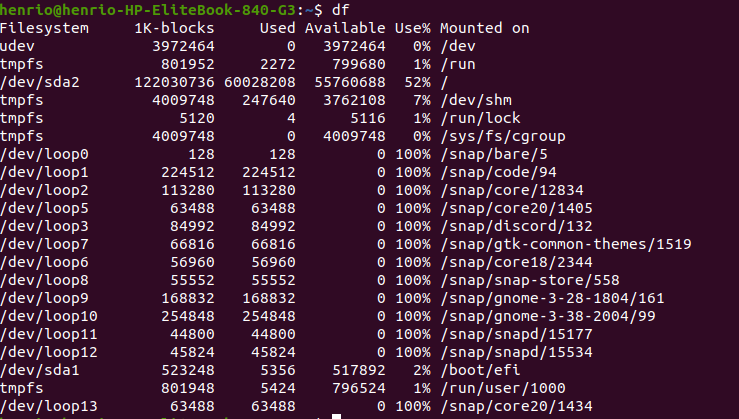 henrio@henrio-HP-EliteBook-840-G3:~$ df
Filesystem     1K-blocks     Used Available Use% Mounted on
udev             3972464        0   3972464   0% /dev
tmpfs             801952     2272    799680   1% /run
/dev/sda2      122030736 60028208  55760688  52% /
tmpfs            4009748   247640   3762108   7% /dev/shm
tmpfs               5120        4      5116   1% /run/lock
tmpfs            4009748        0   4009748   0% /sys/fs/cgroup
/dev/loop0           128      128         0 100% /snap/bare/5
/dev/loop1        224512   224512         0 100% /snap/code/94
/dev/loop2        113280   113280         0 100% /snap/core/12834
/dev/loop5         63488    63488         0 100% /snap/core20/1405
/dev/loop3         84992    84992         0 100% /snap/discord/132
/dev/loop7         66816    66816         0 100% /snap/gtk-common-themes/1519
/dev/loop6         56960    56960         0 100% /snap/core18/2344
/dev/loop8         55552    55552         0 100% /snap/snap-store/558
/dev/loop9        168832   168832         0 100% /snap/gnome-3-28-1804/161
/dev/loop10       254848   254848         0 100% /snap/gnome-3-38-2004/99
/dev/loop11        44800    44800         0 100% /snap/snapd/15177
/dev/loop12        45824    45824         0 100% /snap/snapd/15534
/dev/sda1         523248     5356    517892   2% /boot/efi
tmpfs             801948     5424    796524   1% /run/user/1000
/dev/loop13        63488    63488         0 100% /snap/core20/1434